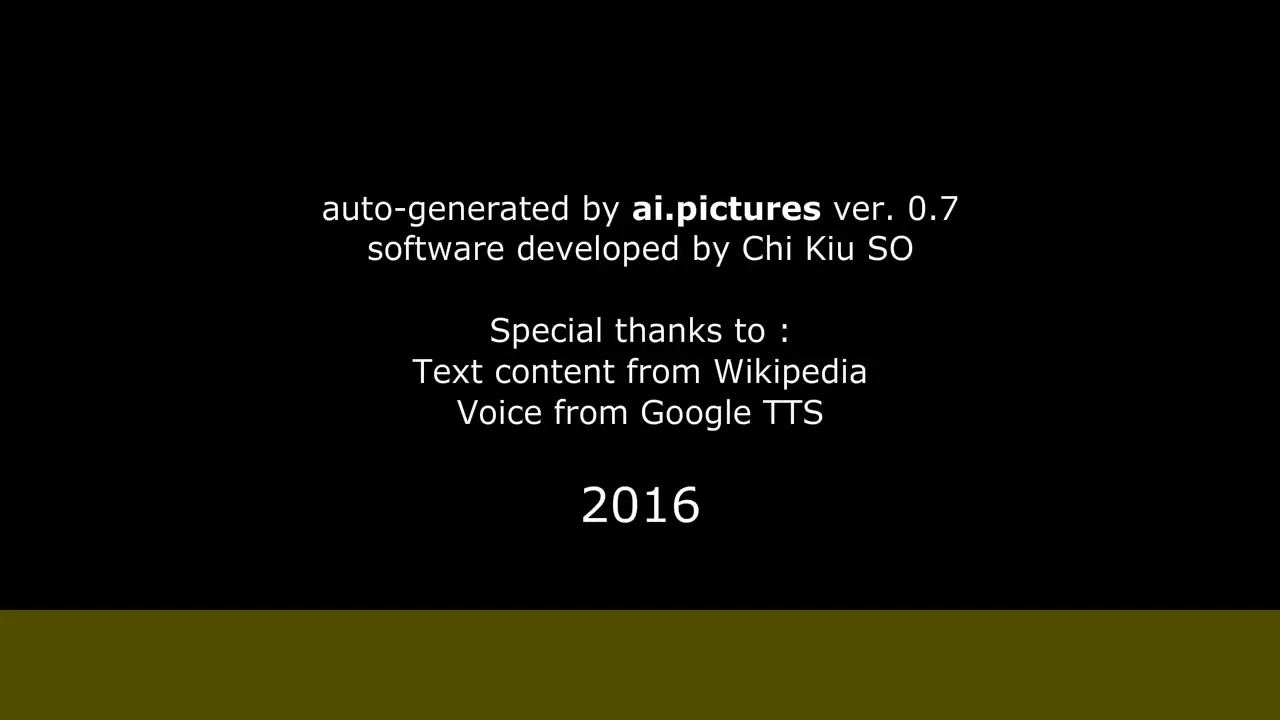 auto-generated by ai.pictures ver. 0.7
software developed by Chi Kiu SO
Special thanks to :
Text content from Wikipedia
Voice from Google TTS
2016